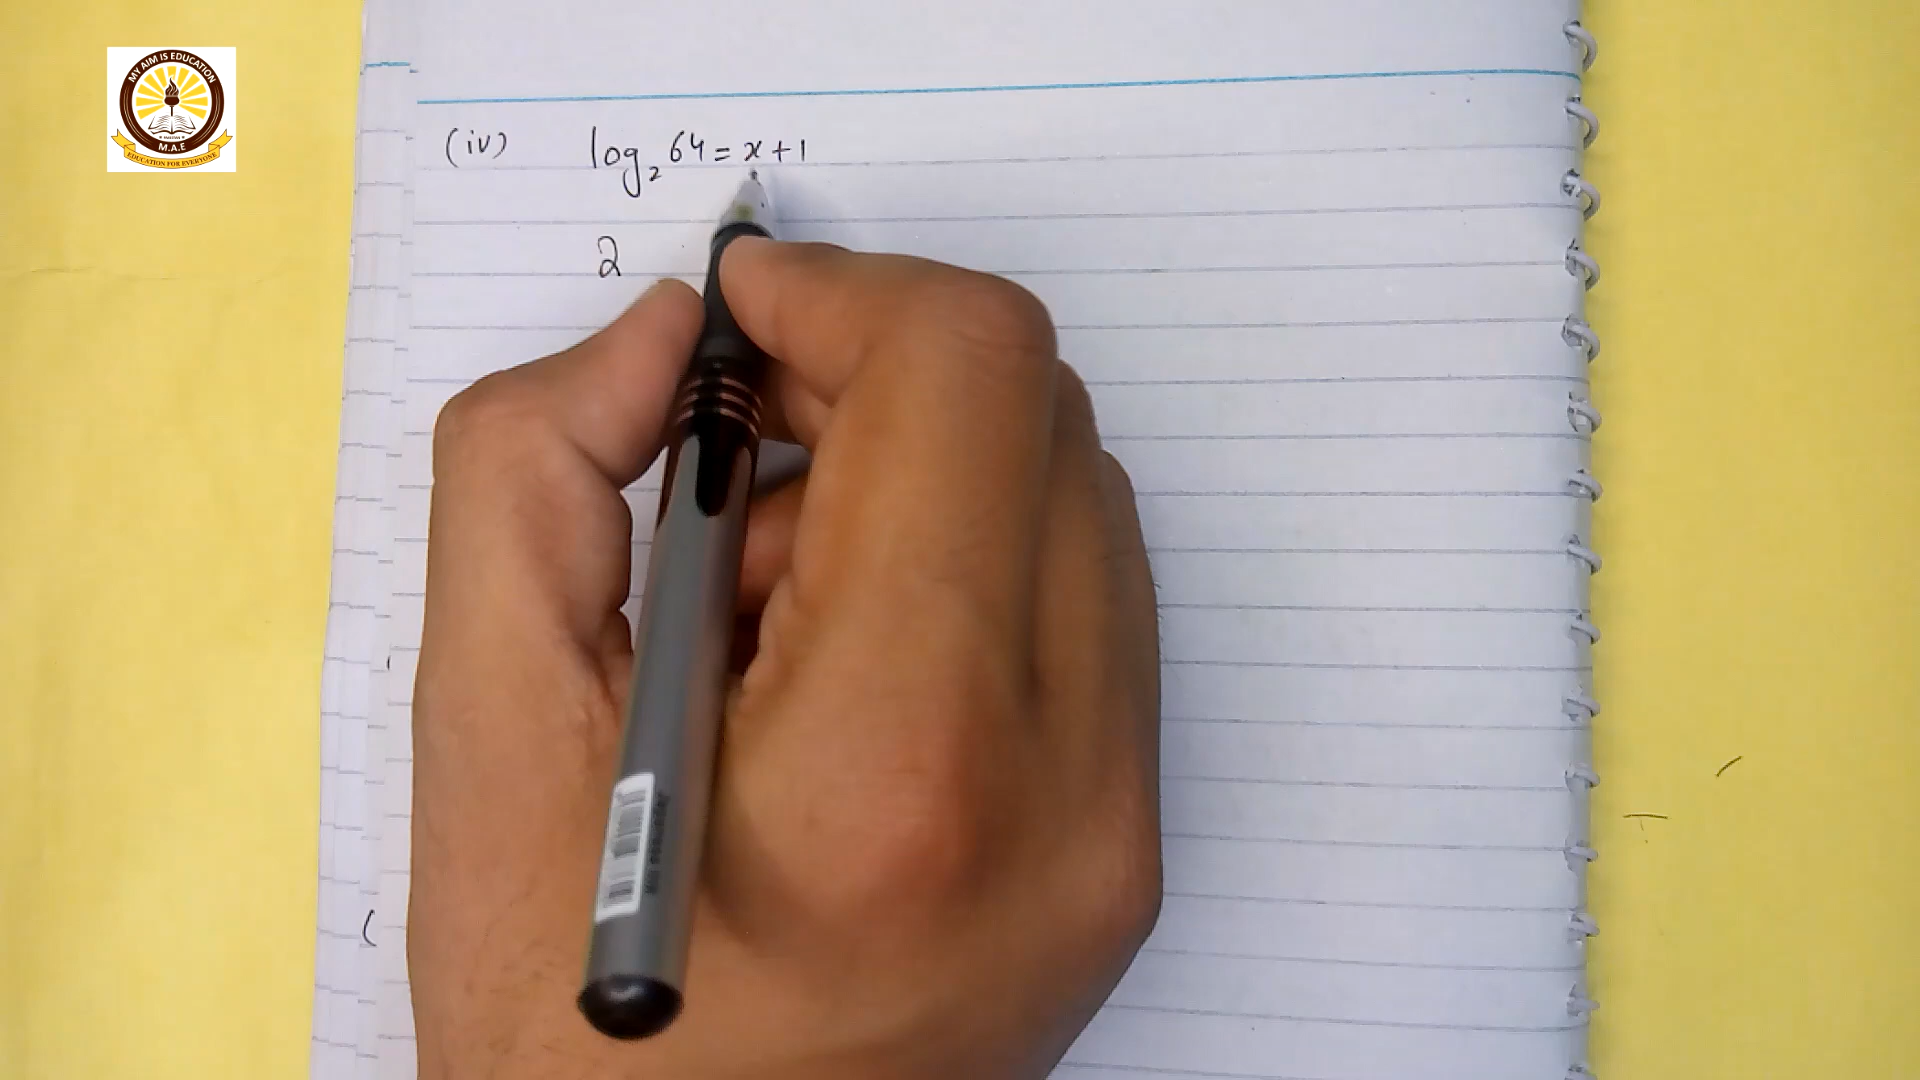 MY AIM IS EDUCATION
M.A.E
EDUCATION FOR EVERYONE
(iv) log₂ 64 = x + 1
2